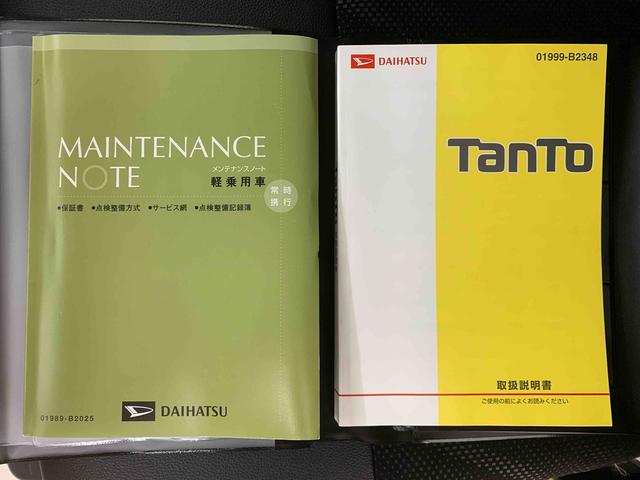 MAINTENANCE
NOTE
メンテナンスノート
軽乗用車
常時
携行
●保証書 ●点検整備方式 ●サービス網 ●点検整備記録簿
01989-B2025
DAIHATSU
DAIHATSU
01999-B2348
TanTo
取扱説明書
ご使用の前によくお読みください